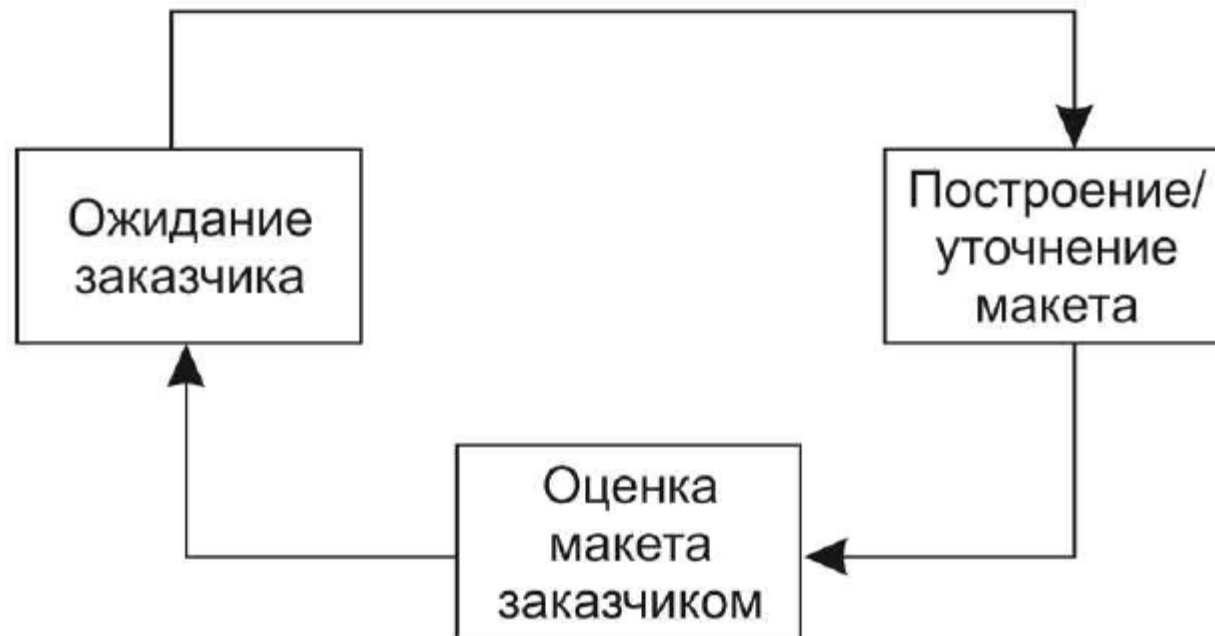 Ожидание
заказчика
Построение/
уточнение
макета
Оценка
макета
заказчиком